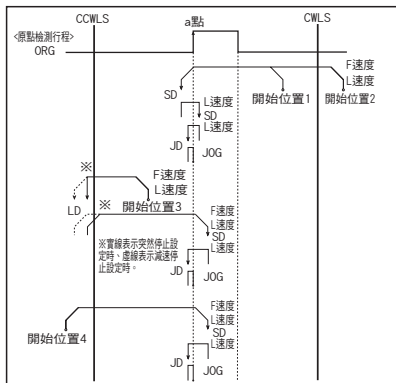 CCWLS
a點
CWLS
<原點檢測行程>
ORG
F速度
L速度
SD
L速度
開始位置1
開始位置2
SD
L速度
JD
JOG
※
F速度
L速度
LD
※
開始位置3
F速度
L速度
SD
※實線表示突然停止設
定時、虛線表示減速停
止設定時。
L速度
JD
JOG
F速度
L速度
SD
開始位置4
L速度
JD
JOG